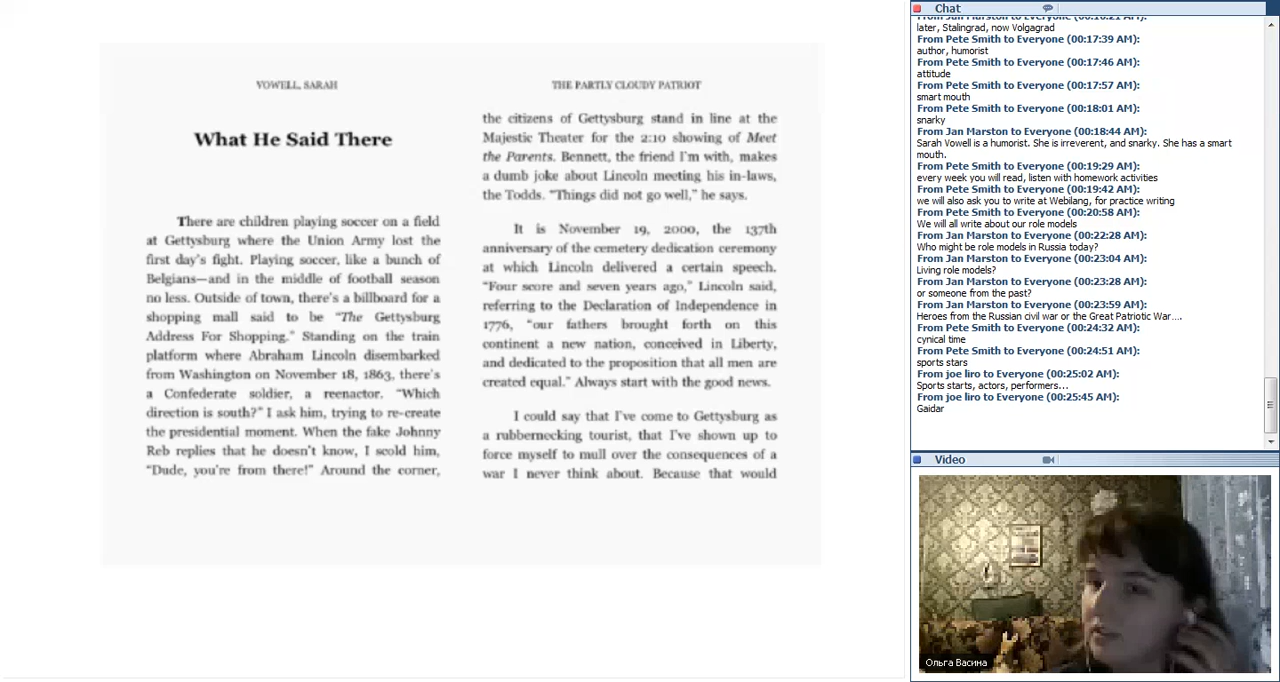 VOWELL, SARAH
What He Said There
There are children playing soccer on a field
at Gettysburg where the Union Army lost the
first day's fight. Playing soccer, like a bunch of
Belgians—and in the middle of football season
no less. Outside of town, there's a billboard for a
shopping mall said to be "The Gettysburg
Address For Shopping." Standing on the train
platform where Abraham Lincoln disembarked
from Washington on November 18, 1863, there's
a Confederate soldier, a reenactor. "Which
direction is south?" I ask him, trying to re-create
the presidential moment. When the fake Johnny
Reb replies that he doesn't know, I scold him,
"Dude, you're from there!" Around the corner,
THE PARTLY CLOUDY PATRIOT
the citizens of Gettysburg stand in line at the
Majestic Theater for the 2:10 showing of Meet
the Parents. Bennett, the friend I'm with, makes
a dumb joke about Lincoln meeting his in-laws,
the Todds. "Things did not go well," he says.
It is November 19, 2000, the 137th
anniversary of the cemetery dedication ceremony
at which Lincoln delivered a certain speech.
"Four score and seven years ago," Lincoln said,
referring to the Declaration of Independence in
1776, "our fathers brought forth on this
continent a new nation, conceived in Liberty,
and dedicated to the proposition that all men are
created equal." Always start with the good news.
I could say that I've come to Gettysburg as
a rubbernecking tourist, that I've shown up to
force myself to mull over the consequences of a
war I never think about. Because that would
Chat
From Jan Marston to Everyone (00:16:21 AM):
later, Stalingrad, now Volgagrad
From Pete Smith to Everyone (00:17:39 AM):
author, humorist
From Pete Smith to Everyone (00:17:46 AM):
attitude
From Pete Smith to Everyone (00:17:57 AM):
smart mouth
From Pete Smith to Everyone (00:18:01 AM):
snarky
From Jan Marston to Everyone (00:18:44 AM):
Sarah Vowell is a humorist. She is irreverent, and snarky. She has a smart
mouth.
From Pete Smith to Everyone (00:19:29 AM):
every week you will read, listen with homework activities
From Pete Smith to Everyone (00:19:42 AM):
we will also ask you to write at Webilang, for practice writing
From Pete Smith to Everyone (00:20:58 AM):
We will all write about our role models
From Jan Marston to Everyone (00:22:28 AM):
Who might be role models in Russia today?
From Jan Marston to Everyone (00:23:04 AM):
Living role models?
From Jan Marston to Everyone (00:23:28 AM):
or someone from the past?
From Jan Marston to Everyone (00:23:59 AM):
Heroes from the Russian civil war or the Great Patriotic War....
From Pete Smith to Everyone (00:24:32 AM):
cynical time
From Pete Smith to Everyone (00:24:51 AM):
sports stars
From joe liro to Everyone (00:25:02 AM):
Sports starts, actors, performers...
From joe liro to Everyone (00:25:45 AM):
Gaidar
Video
Ольга Васина